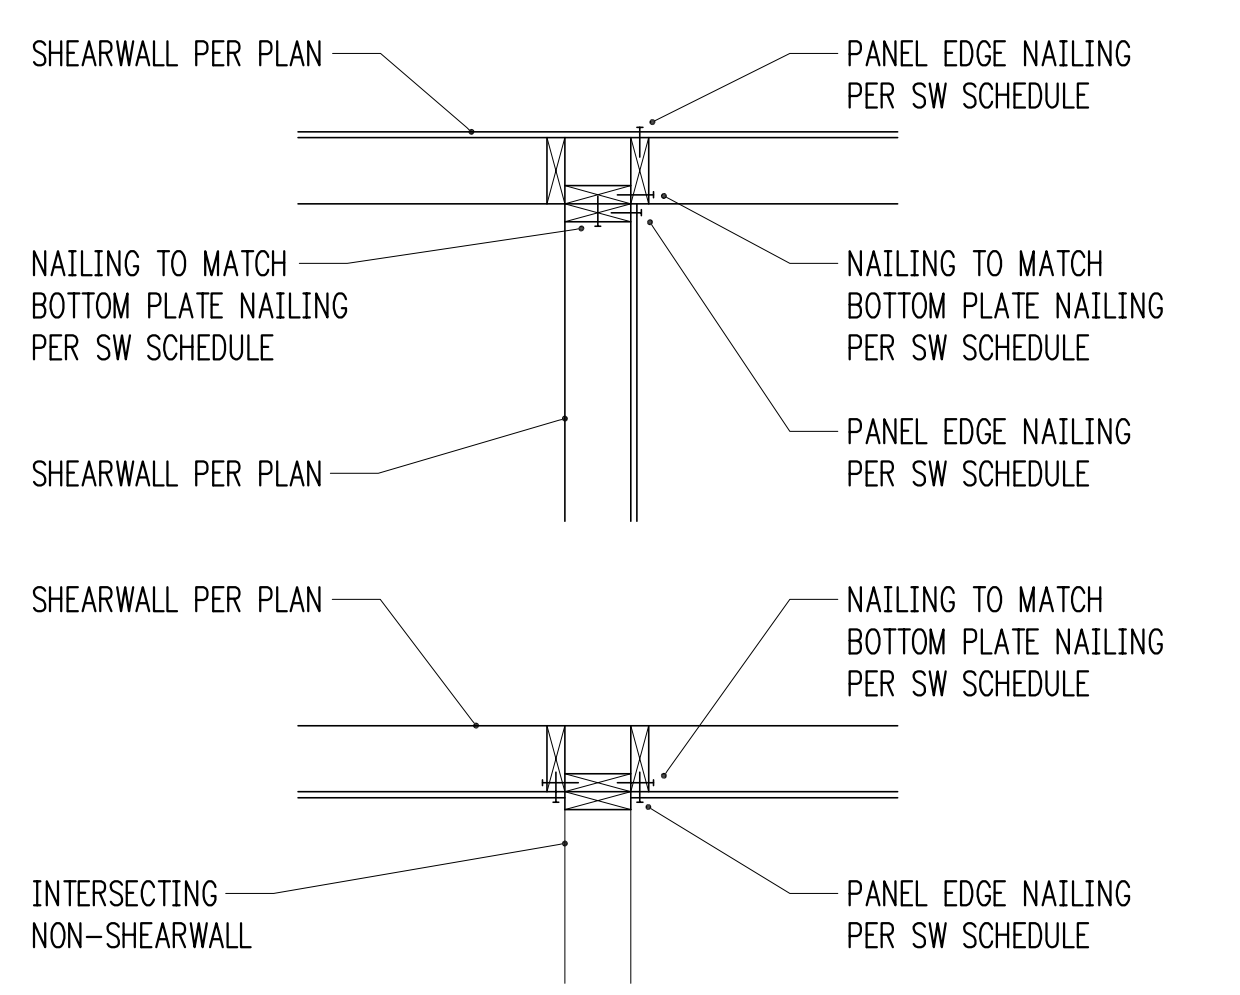 SHEARWALL PER PLAN
PANEL EDGE NAILING
PER SW SCHEDULE
NAILING TO MATCH
BOTTOM PLATE NAILING
PER SW SCHEDULE
NAILING TO MATCH
BOTTOM PLATE NAILING
PER SW SCHEDULE
SHEARWALL PER PLAN
PANEL EDGE NAILING
PER SW SCHEDULE
SHEARWALL PER PLAN
NAILING TO MATCH
BOTTOM PLATE NAILING
PER SW SCHEDULE
INTERSECTING
NON-SHEARWALL
PANEL EDGE NAILING
PER SW SCHEDULE